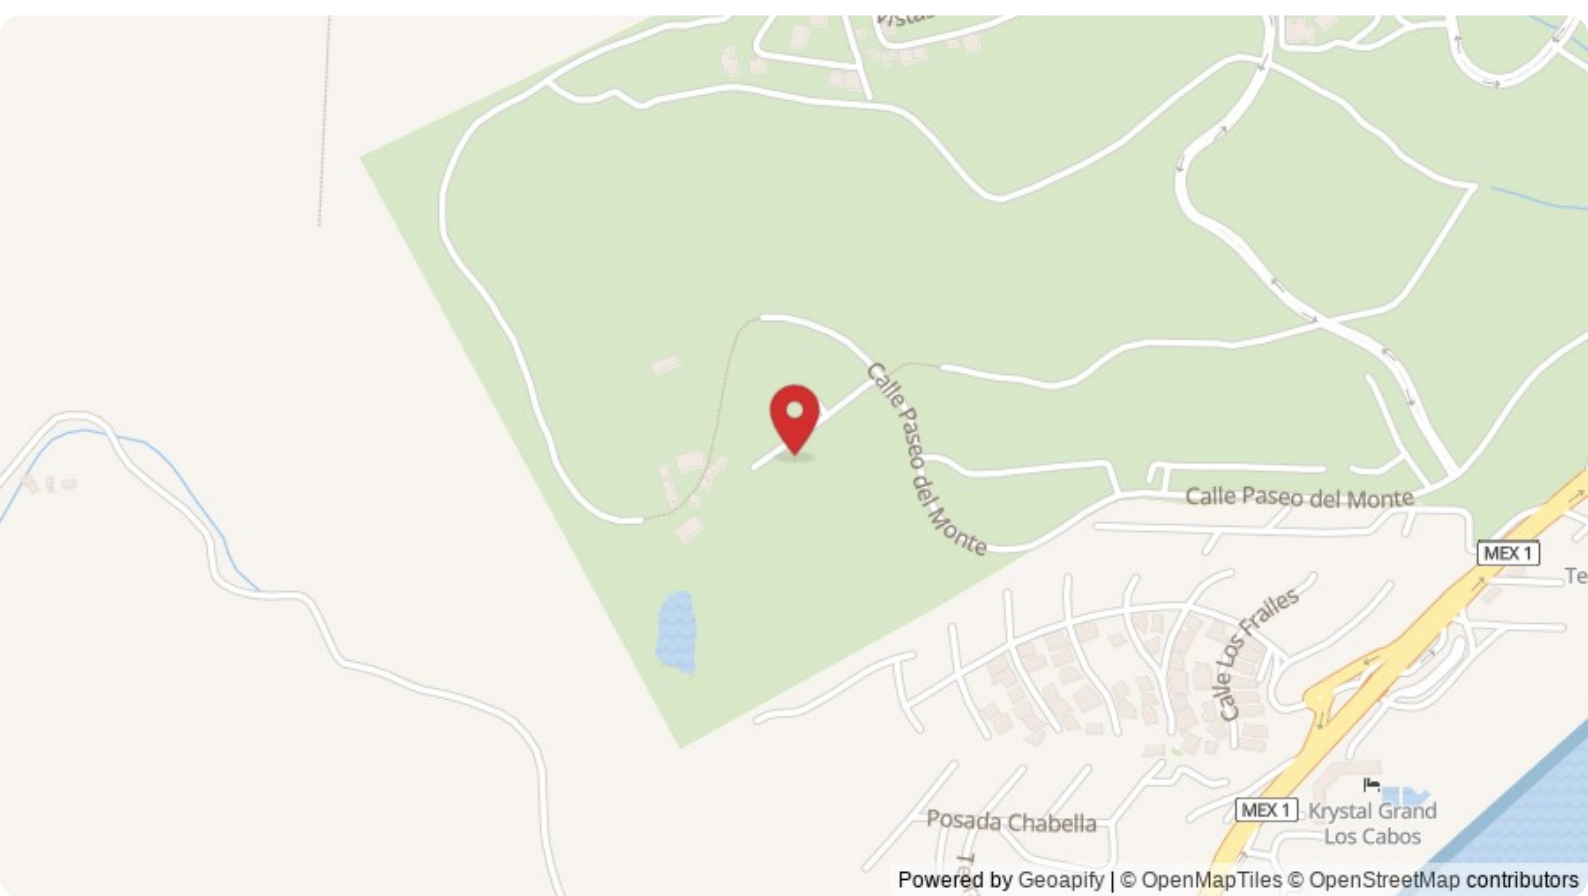 Calle Paseo del Monte
Calle Paseo del Monte
MEX 1
Calle Los Frailes
MEX 1
Krystal Grand
Los Cabos
Posada Chabella
Powered by Geoapify | © OpenMapTiles © OpenStreetMap contributors